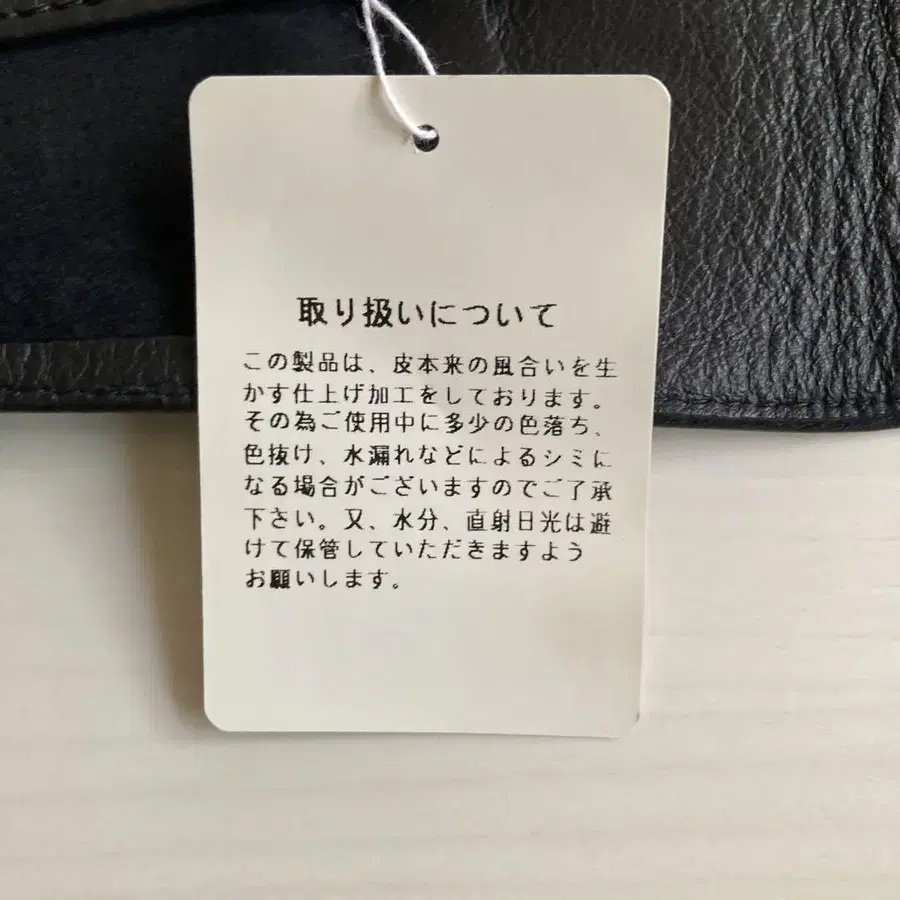 取り扱いについて
この製品は、皮本来の風合いを生
かす仕上げ加工をしております。
その為ご使用中に多少の色落ち、
色抜け、水漏れなどによるシミに
なる場合がございますのでご了承
下さい。又、水分、直射日光は避
けて保管していただきますよう
お願いします。